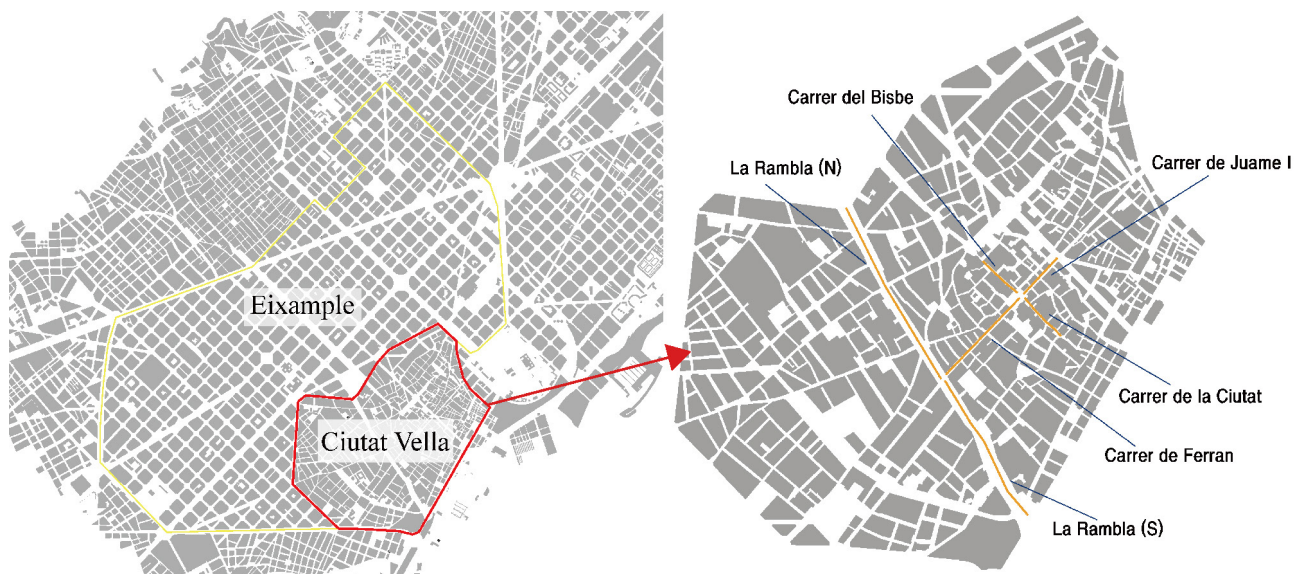 Eixample
Ciutat Vella
Carrer del Bisbe
La Rambla (N)
Carrer de Juame I
Carrer de la Ciutat
Carrer de Ferran
La Rambla (S)